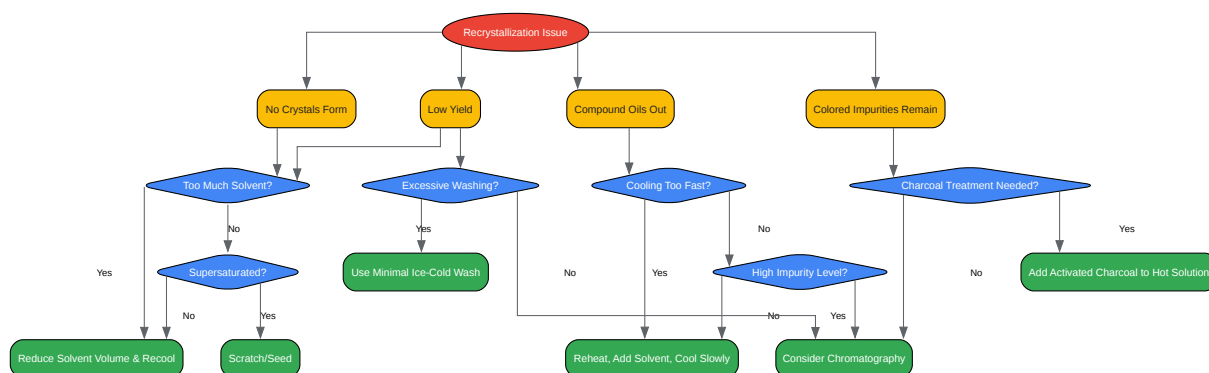 Recrystallization Issue
No Crystals Form
Low Yield
Compound Oils Out
Colored Impurities Remain
Too Much Solvent?
Excessive Washing?
Cooling Too Fast?
Charcoal Treatment Needed?
No
Yes
No
Yes
Yes
Supersaturated?
Use Minimal Ice-Cold Wash
No
Yes
High Impurity Level?
No
Add Activated Charcoal to Hot Solution
No
Yes
No
Yes
Reduce Solvent Volume & Recool
Scratch/Seed
Reheat, Add Solvent, Cool Slowly
Consider Chromatography